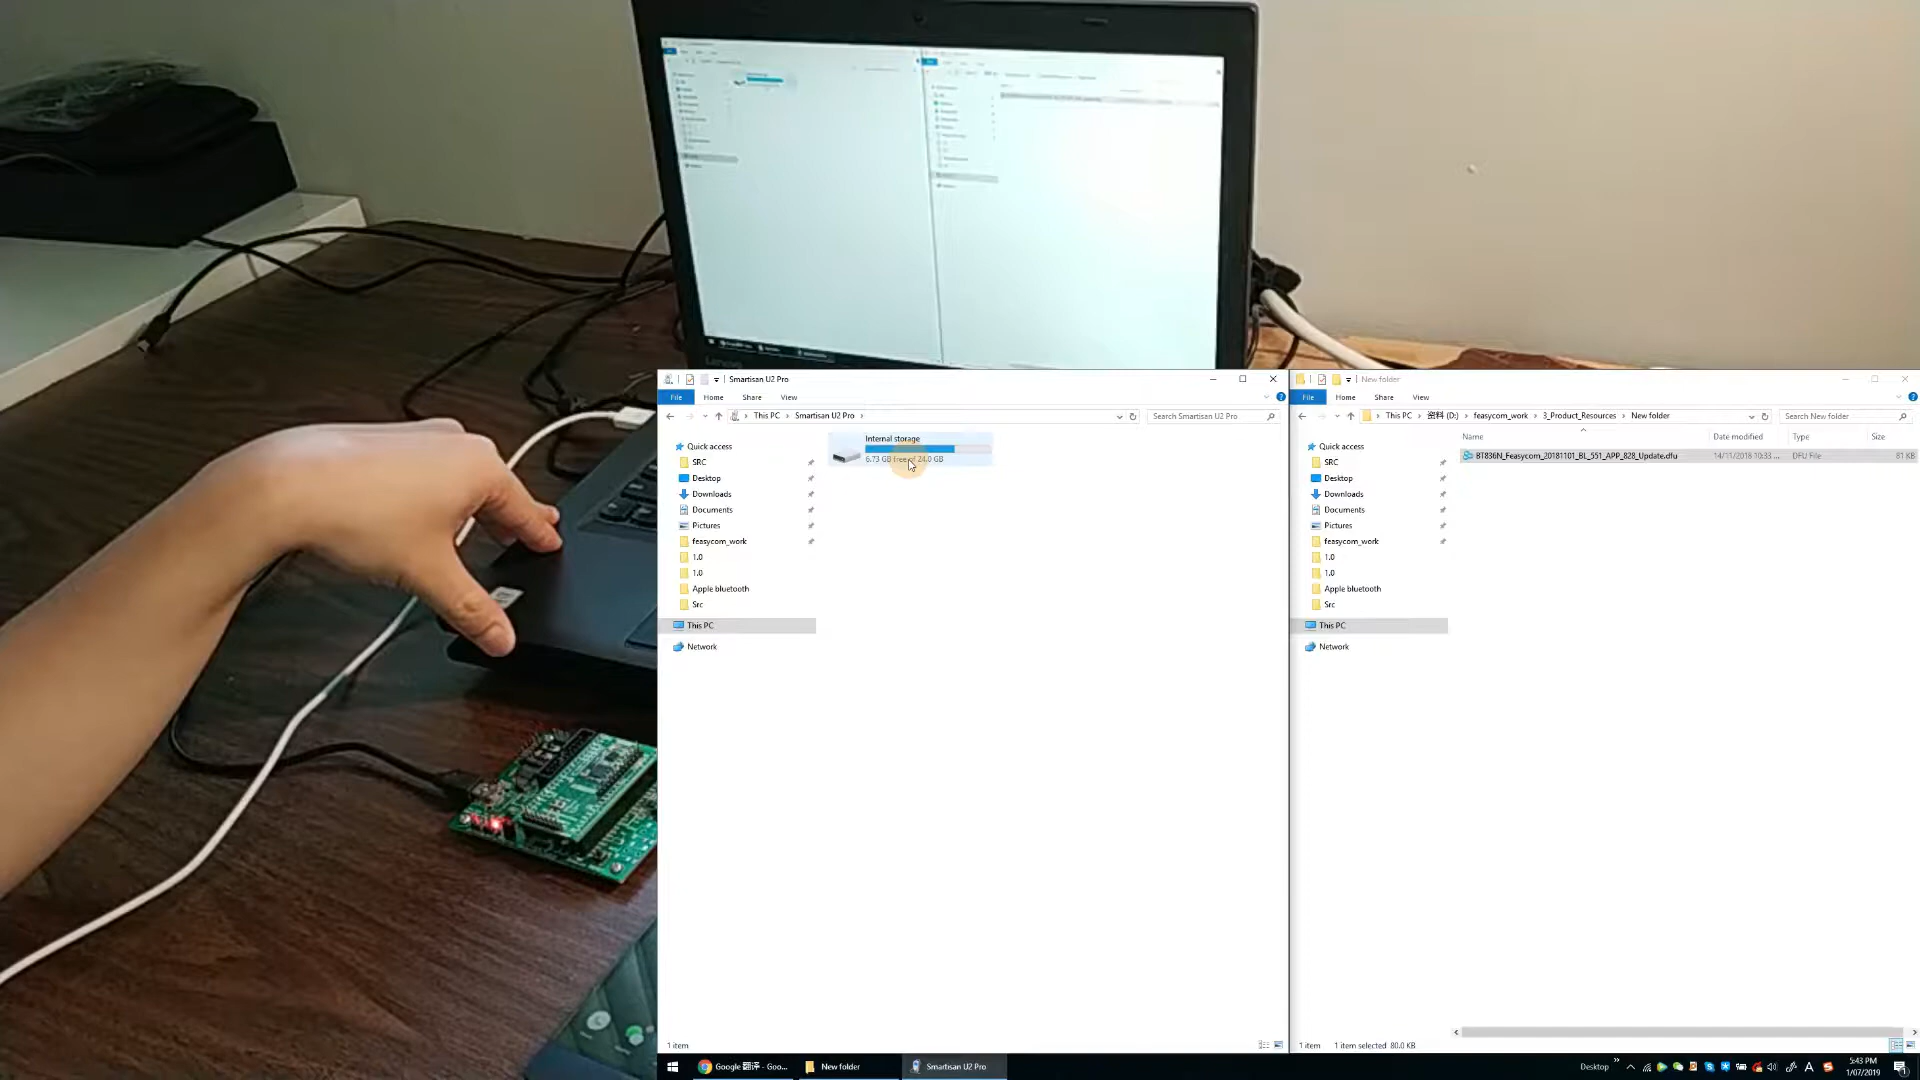 Smartisan U2 Pro
File Home Share View
This PC › Smartisan U2 Pro ›
Search Smartisan U2 Pro
Quick access
SRC
Desktop
Downloads
Documents
Pictures
feasycom_work
1.0
1.0
Apple bluetooth
Src
This PC
Network
Internal storage
6.73 GB free of 24.0 GB
1 item
New folder
File Home Share View
This PC › 资料 (D:) › feasycom_work › 3_Product_Resources › New folder
Search New folder
Quick access
SRC
Desktop
Downloads
Documents
Pictures
feasycom_work
1.0
1.0
Apple bluetooth
Src
This PC
Network
Name Date modified Type Size
BT836N_Feasycom_20181101_BL_551_APP_828_Update.dfu 14/11/2018 10:33 ... DFU File 81 KB
1 item 1 item selected 80.0 KB
Google 翻译 - Goo...
New folder
Smartisan U2 Pro
Desktop
A
5:43 PM
1/07/2019